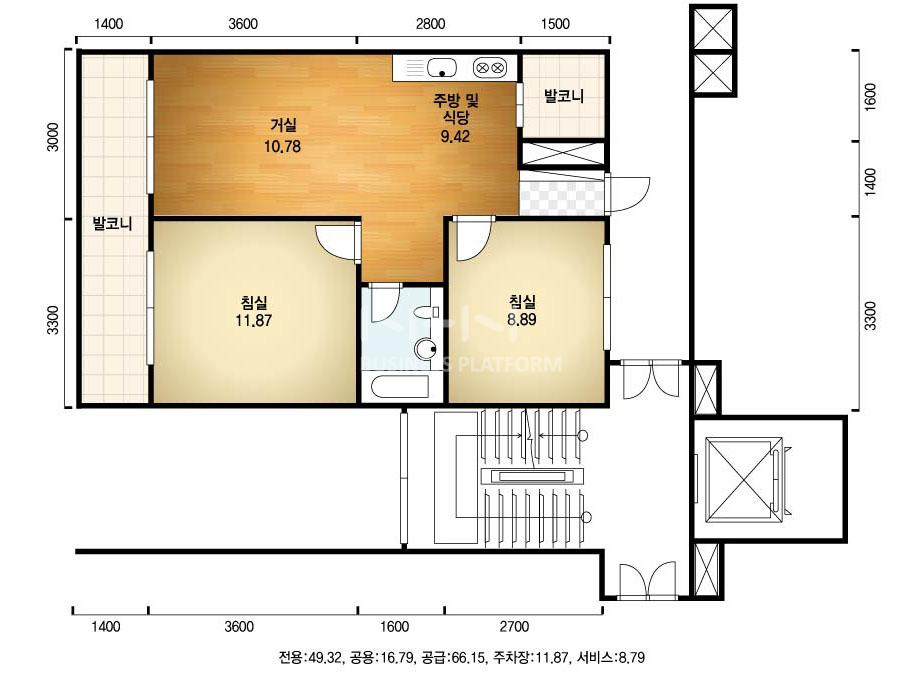 1400
3600
2800
1500
3000
3300
1600
1400
3300
거실
10.78
주방 및
식당
9.42
발코니
발코니
침실
11.87
침실
8.89
BUSINESS PLATFORM
1400
3600
1600
2700
전용:49.32, 공용:16.79, 공급:66.15, 주차장:11.87, 서비스:8.79